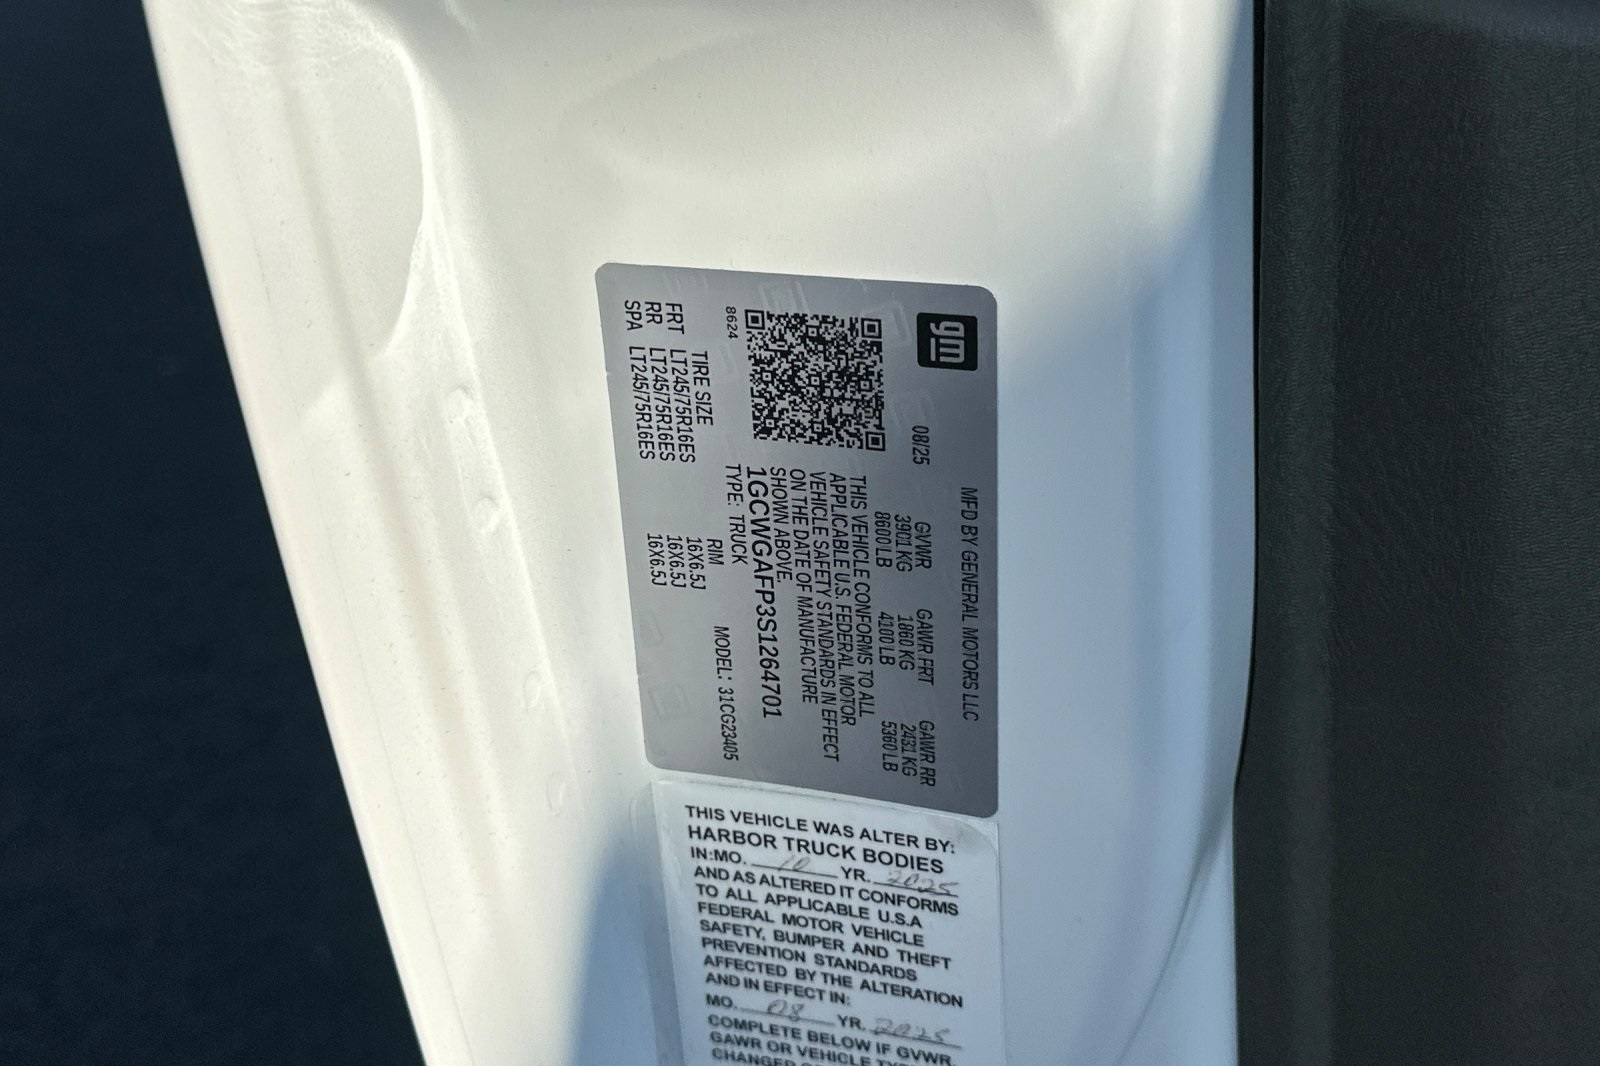 gm
MFD BY GENERAL MOTORS LLC
08/25 GVWR GAWR FRT GAWR RR
3901 KG 1860 KG 2431 KG
8600 LB 4100 LB 5360 LB
THIS VEHICLE CONFORMS TO ALL
APPLICABLE U.S. FEDERAL MOTOR
VEHICLE SAFETY STANDARDS IN EFFECT
ON THE DATE OF MANUFACTURE
SHOWN ABOVE.
1GCWGAFP3S1264701
TYPE: TRUCK MODEL: 31CG23405
8624
TIRE SIZE RIM
FRT LT245/75R16ES 16X6.5J
RR LT245/75R16ES 16X6.5J
SPA LT245/75R16ES 16X6.5J
THIS VEHICLE WAS ALTER BY:
HARBOR TRUCK BODIES
IN:MO. 10 YR. 2025
AND AS ALTERED IT CONFORMS
TO ALL APPLICABLE U.S.A
FEDERAL MOTOR VEHICLE
SAFETY, BUMPER AND THEFT
PREVENTION STANDARDS
AFFECTED BY THE ALTERATION
AND IN EFFECT IN:
MO. 08 YR. 2025
COMPLETE BELOW IF GVWR,
GAWR OR VEHICLE
CHANGED